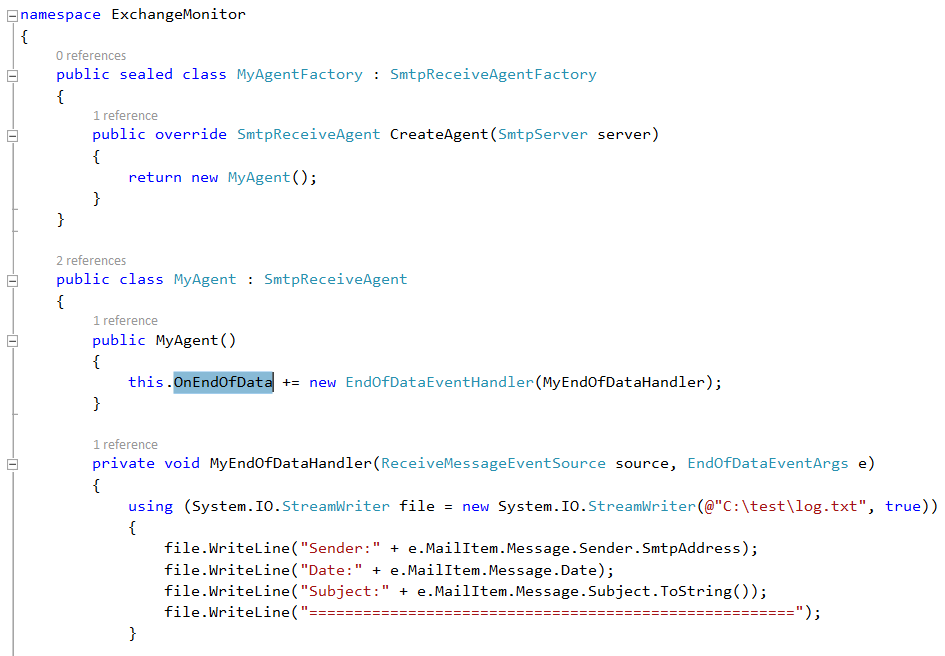 namespace ExchangeMonitor
{
0 references
public sealed class MyAgentFactory : SmtpReceiveAgentFactory
{
1 reference
public override SmtpReceiveAgent CreateAgent(SmtpServer server)
{
return new MyAgent();
}
}
2 references
public class MyAgent : SmtpReceiveAgent
{
1 reference
public MyAgent()
{
this.OnEndOfData += new EndOfDataEventHandler(MyEndOfDataHandler);
}
1 reference
private void MyEndOfDataHandler(ReceiveMessageEventSource source, EndOfDataEventArgs e)
{
using (System.IO.StreamWriter file = new System.IO.StreamWriter(@"C:\test\log.txt", true))
{
file.WriteLine("Sender:" + e.MailItem.Message.Sender.SmtpAddress);
file.WriteLine("Date:" + e.MailItem.Message.Date);
file.WriteLine("Subject:" + e.MailItem.Message.Subject.ToString());
file.WriteLine("======================================================");
}